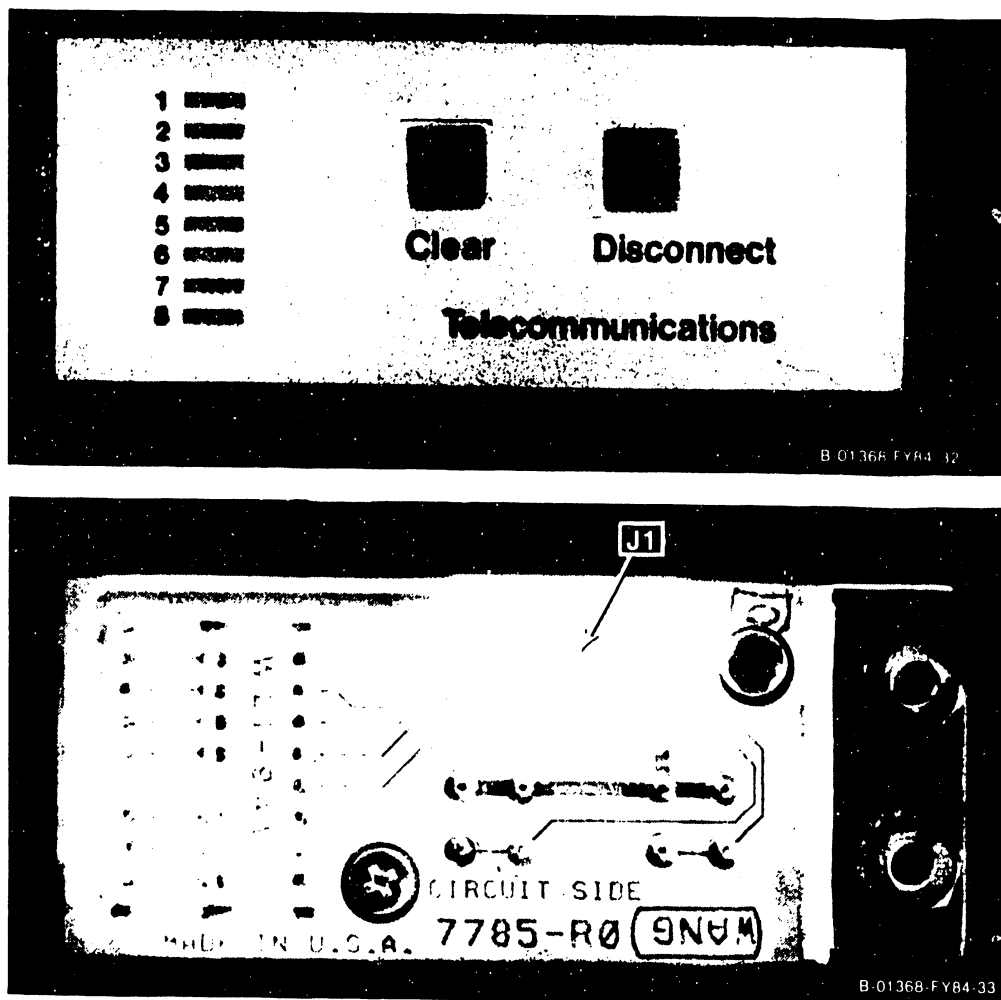 1
2
3
4
5
6
7
8
Clear
Disconnect
Telecommunications
B-01368-FY84-32
J1
CIRCUIT SIDE
MADE IN U.S.A.
7785-R0
WANG
B-01368-FY84-33